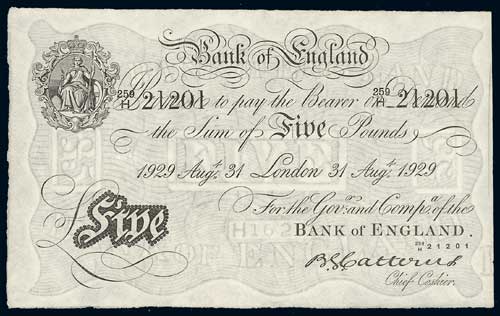 Bank of England
259/H 21201 to pay the Bearer on Demand 259/H 21201
the Sum of Five Pounds
1929 Augt. 31 London 31 Augt. 1929
For the Govr. and Compa. of the
BANK of ENGLAND.
Five
H 21201
B G Catterns
Chief Cashier.